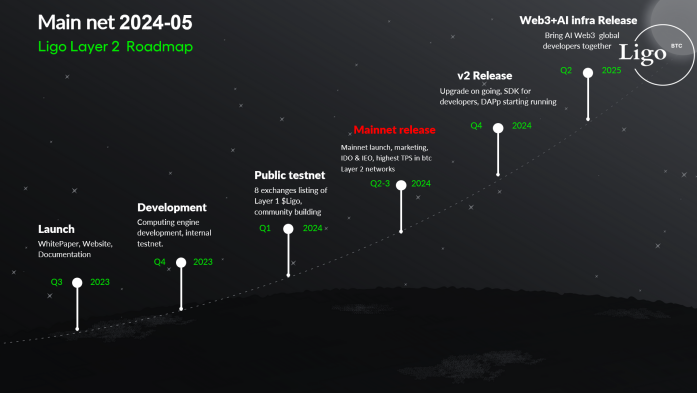 Main net 2024-05
Ligo Layer 2 Roadmap
Launch
WhitePaper, Website,
Documentation
Q3 2023
Development
Computing engine
development, internal
testnet.
Q4 2023
Public testnet
8 exchanges listing of
Layer 1 $Ligo,
community building
Q1 2024
Mainnet release
Mainnet launch, marketing,
IDO & IEO, highest TPS in btc
Layer 2 networks
Q2-3 2024
v2 Release
Upgrade on going, SDK for
developers, DAPp starting running
Q4 2024
Web3+AI infra Release
Bring AI Web3 global
developers together
Q2 2025
Ligo BTC